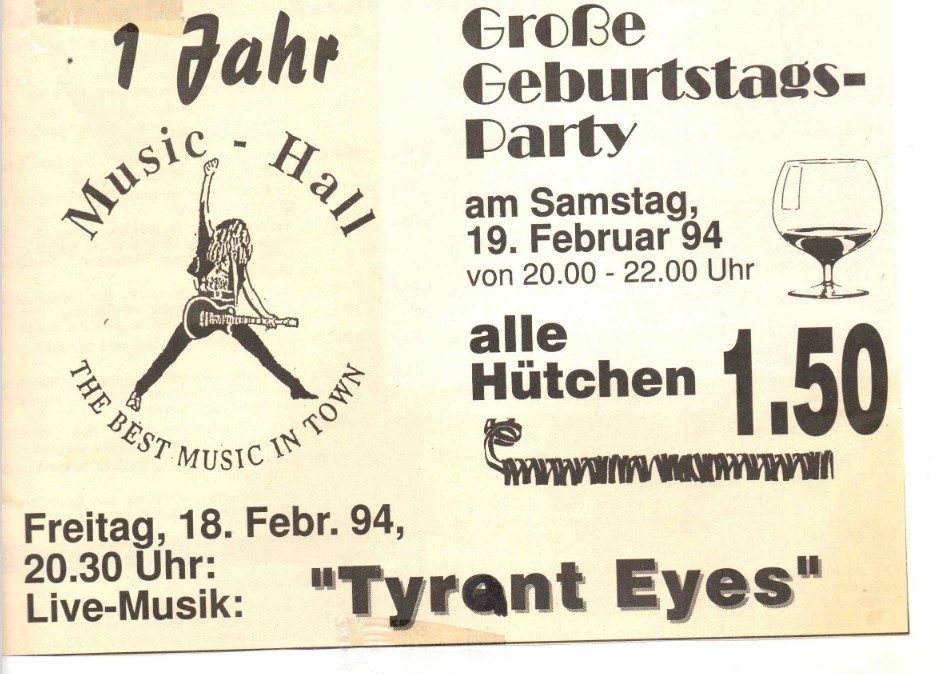 1 Jahr
Music - Hall
THE BEST MUSIC IN TOWN
Große
Geburtstags-
Party
am Samstag,
19. Februar 94
von 20.00 - 22.00 Uhr
alle
Hütchen 1.50
Freitag, 18. Febr. 94,
20.30 Uhr:
Live-Musik: "Tyrant Eyes"